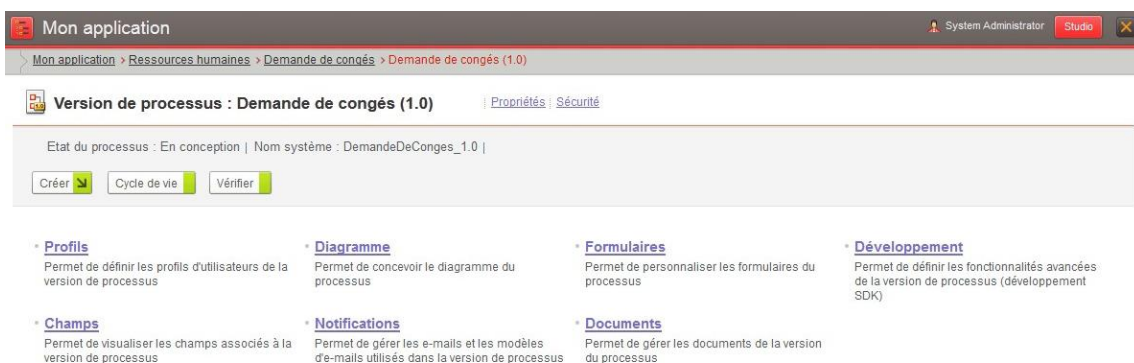 Mon application
System Administrator
Studio
Mon application > Ressources humaines > Demande de congés > Demande de congés (1.0)
Version de processus : Demande de congés (1.0) | Propriétés | Sécurité
Etat du processus : En conception | Nom système : DemandeDeConges_1.0 |
Créer
Cycle de vie
Vérifier
Profils
Permet de définir les profils d'utilisateurs de la
version de processus
Diagramme
Permet de concevoir le diagramme du
processus
Formulaires
Permet de personnaliser les formulaires du
processus
Développement
Permet de définir les fonctionnalités avancées
de la version de processus (développement
SDK)
Champs
Permet de visualiser les champs associés à la
version de processus
Notifications
Permet de gérer les e-mails et les modèles
d'e-mails utilisés dans la version de processus
Documents
Permet de gérer les documents de la version
du processus